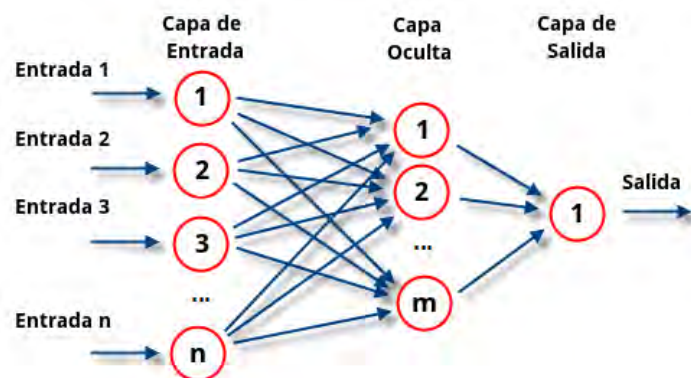 Capa de
Entrada
Capa
Oculta
Capa de
Salida
Entrada 1
1
Entrada 2
2
Entrada 3
3
...
Entrada n
n
1
2
...
m
1
Salida